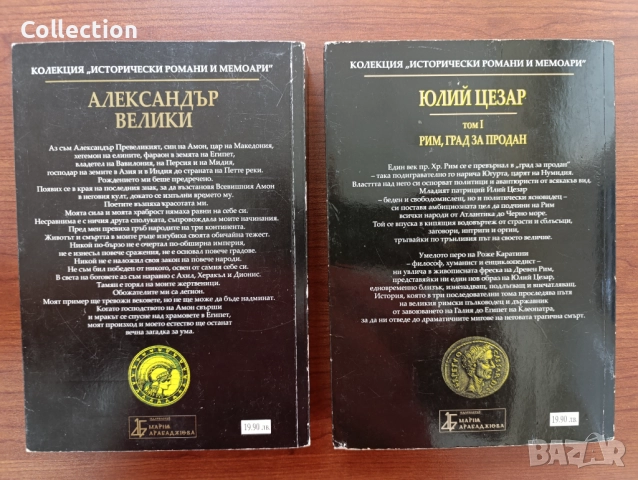 Collection
КОЛЕКЦИЯ „ИСТОРИЧЕСКИ РОМАНИ И МЕМОАРИ"
АЛЕКСАНДЪР
ВЕЛИКИ
Аз съм Александър Превеликият, син на Амон, цар на Македония,
хегемон на елините, фараон в земята на Египет,
владетел на Вавилония, на Персия и на Мидия,
господар на земите в Азия и в Индия до страната на Петте реки.
Рождението ми беше предречено.
Появих се в края на последния знак, за да възстановя Всевишния Амон
в неговия култ, докато се изпълни времето му.
Поетите възпяха красотата ми.
Моята сила и моята храброст нямаха равни на себе си.
Несравнима е с ничия друга сполуката, съпровождала моите начинания.
Пред мен превиха гръб народите на три континента.
Животът и смъртта в моите ръце изгубиха своята обичайна тежест.
Никой по-бързо не е очертал по-обширна империя,
не е изнесъл повече сражения, не е основал повече градове.
Никой не е наложил своя закон на повече народи.
Не съм бил победен от никого, освен от самия себе си.
В света на боговете аз съм наравно с Ахил, Херакъл и Дионис.
Тамян е горял на моите жертвеници.
Обожателите ми са легион.
Моят пример ще тревожи вековете, но не ще може да бъде надминат.
Когато господството на Амон свърши
и мракът се спусне над храмовете в Египет,
моят произход и моето естество ще останат
вечна загадка за ума.
МАРИЯ
АРАБАДЖИЕВА
19.90 лв.
КОЛЕКЦИЯ „ИСТОРИЧЕСКИ РОМАНИ И МЕМОАРИ"
ЮЛИЙ ЦЕЗАР
ТОМ I
РИМ, ГРАД ЗА ПРОДАН
Един век пр. Хр. Рим се е превърнал в „град за продан"
– така подигравателно го нарича Югурта, царят на Нумидия.
Властта над него си оспорват политици и авантюристи от всякакъв вид.
Младият патриций Юлий Цезар
– беден и свободомислещ, но и политически ясновидец –
си поставя амбициозната цел да подчини на Рим
всички народи от Атлантика до Черно море.
Той се впуска в кипящия водовъртеж от страсти и сблъсъци,
заговори, интриги и оргии,
тръгвайки по трънливия път на своето величие.
Умелото перо на Роже Каратини
– философ, хуманист и енциклопедист –
ни увлича в живописната фреска на Древен Рим,
представяйки ни един нов образ на Юлий Цезар,
едновременно близък, изненадващ, подлъгващ и впечатляващ.
История, която в три последователни тома проследява пътя
на великия римски пълководец и държавник
от завоюването на Галия до Египет на Клеопатра,
за да ни отведе до драматичните мигове на неговата трагична смърт.
МАРИЯ
АРАБАДЖИЕВА
19.90 лв.
bazar